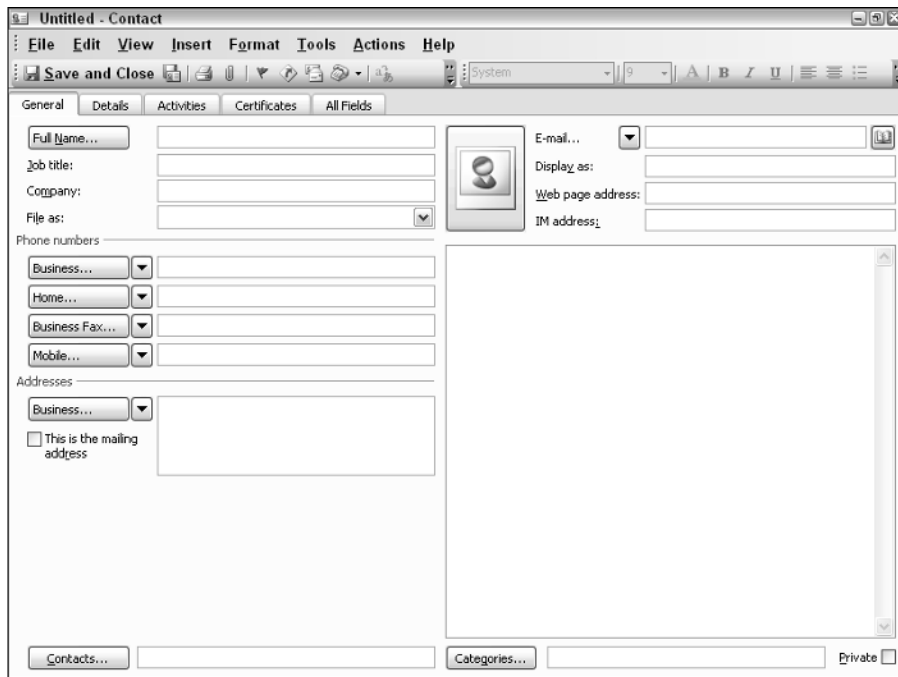 Untitled - Contact
File Edit View Insert Format Tools Actions Help
Save and Close System 9 A B I U
General Details Activities Certificates All Fields
Full Name...
Job title:
Company:
File as:
E-mail...
Display as:
Web page address:
IM address:
Phone numbers
Business...
Home...
Business Fax...
Mobile...
Addresses
Business...
This is the mailing
address
Contacts... Categories... Private